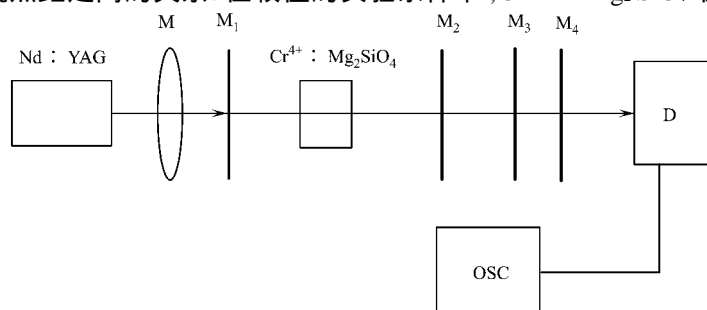 M M₁ M₂ M₃ M₄
Nd：YAG Cr⁴⁺：Mg₂SiO₄
D
OSC